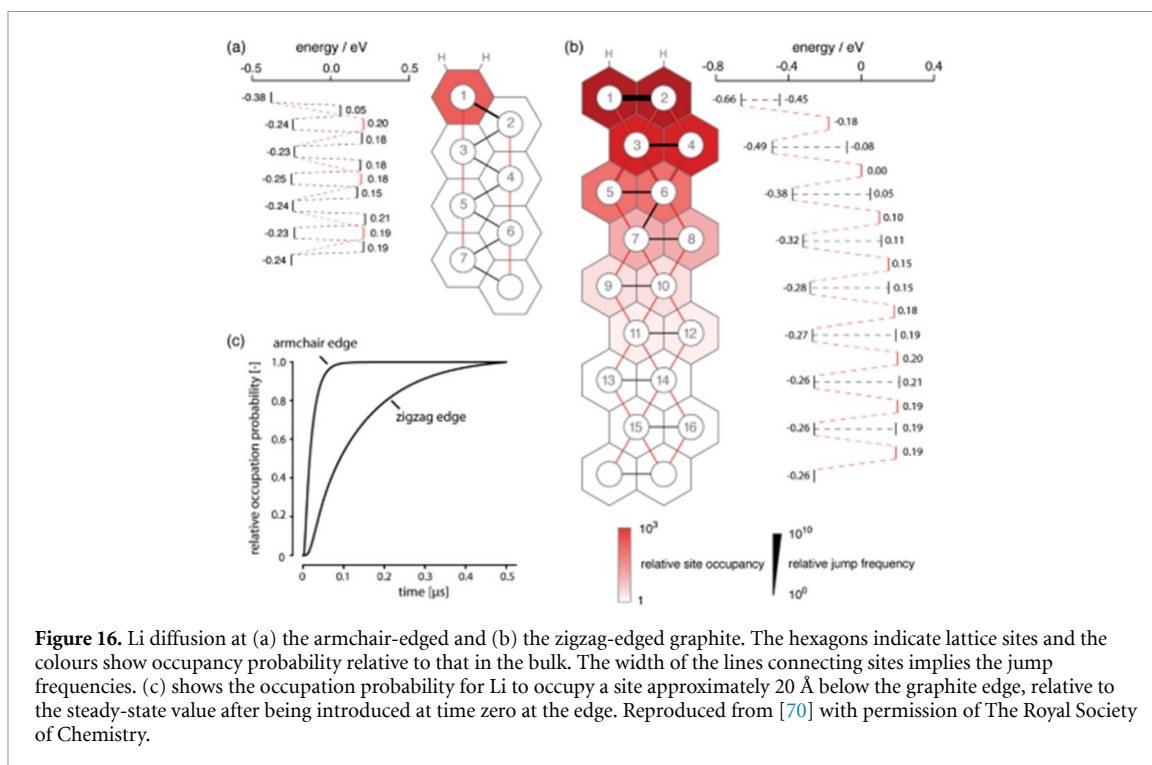 (a)
energy / eV
-0.5 0.0 0.5
H H
-0.38
0.05
-0.24
0.20
0.18
-0.23
0.18
-0.25
0.18
0.15
-0.24
0.21
-0.23
0.19
0.19
-0.24
1
2
3
4
5
6
7
(b)
H H
1 2
3 4
5 6
7 8
9 10
11 12
13 14
15 16
energy / eV
-0.8 -0.4 0 0.4
-0.66 -0.45
-0.18
-0.49 -0.08
0.00
-0.38 0.05
0.10
-0.32 0.11
0.15
-0.28 0.15
0.18
-0.27 0.19
0.20
-0.26 0.21
0.19
-0.26 0.19
0.19
-0.26
10³
relative site occupancy
1
10¹⁰
relative jump frequency
10⁰
(c)
armchair edge
zigzag edge
relative occupation probability [-]
1.0
0.8
0.6
0.4
0.2
0
0 0.1 0.2 0.3 0.4 0.5
time [µs]
Figure 16. Li diffusion at (a) the armchair-edged and (b) the zigzag-edged graphite. The hexagons indicate lattice sites and the
colours show occupancy probability relative to that in the bulk. The width of the lines connecting sites implies the jump
frequencies. (c) shows the occupation probability for Li to occupy a site approximately 20 Å below the graphite edge, relative to
the steady-state value after being introduced at time zero at the edge. Reproduced from [70] with permission of The Royal Society
of Chemistry.